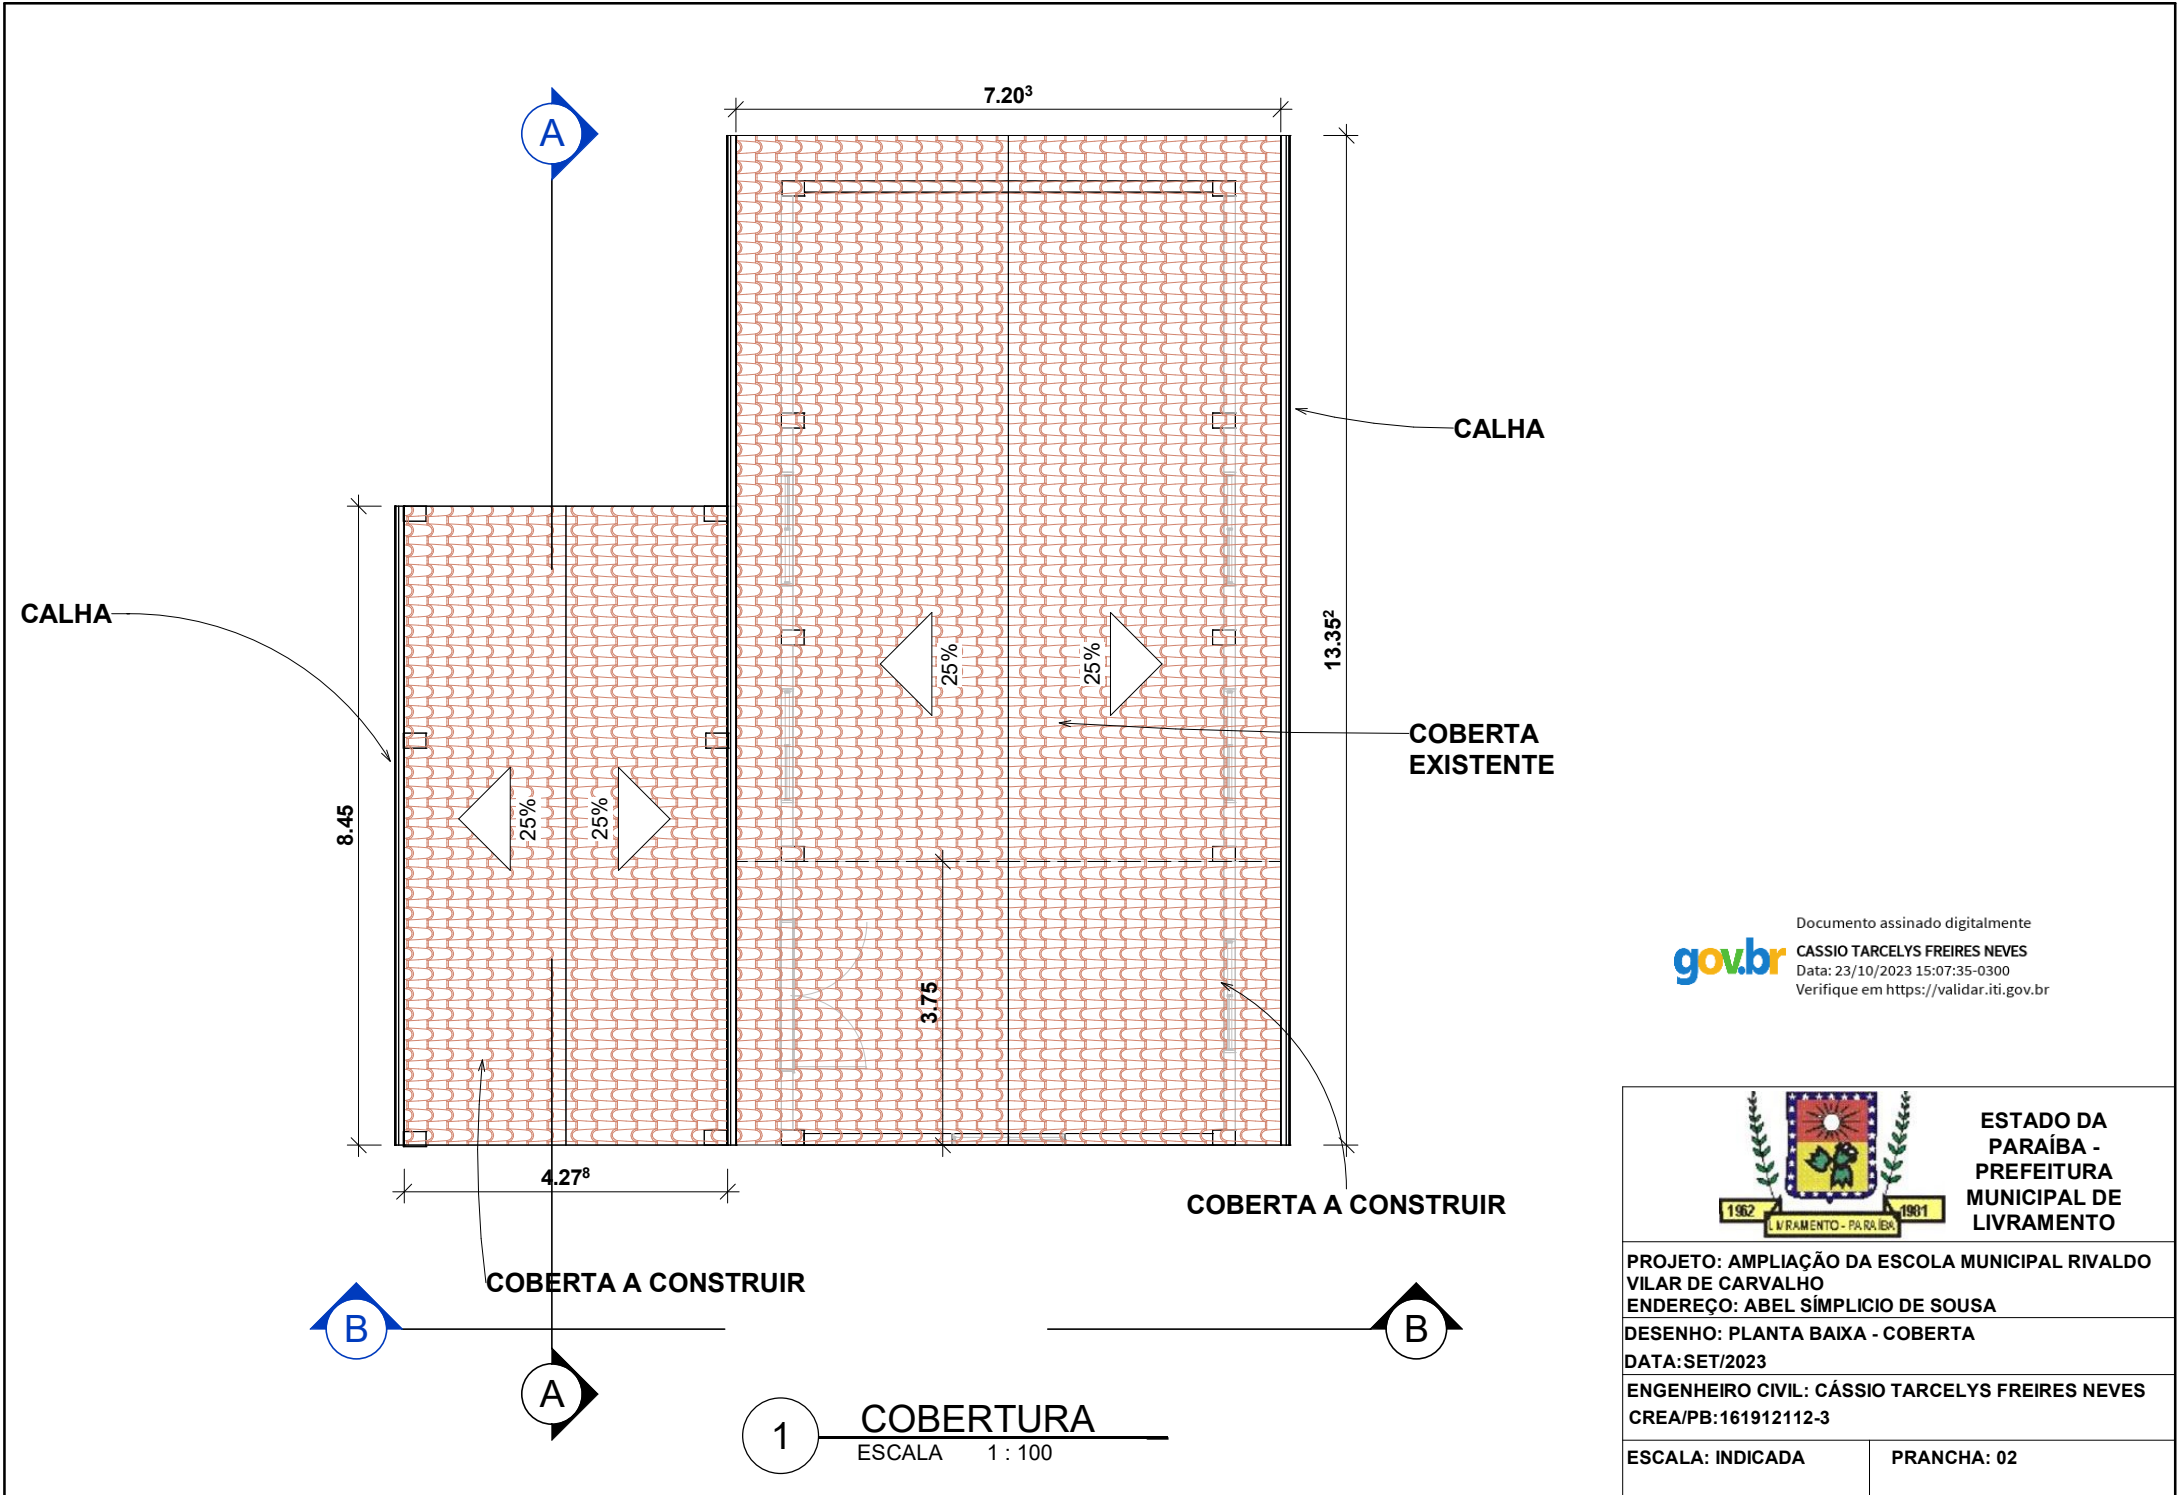 A
7.20³
CALHA
CALHA
25%
25%
13.35²
COBERTA
EXISTENTE
8.45
25%
25%
3.75
4.27⁸
COBERTA A CONSTRUIR
COBERTA A CONSTRUIR
B
B
A
1
COBERTURA
ESCALA 1 : 100
gov.br
Documento assinado digitalmente
CASSIO TARCELYS FREIRES NEVES
Data: 23/10/2023 15:07:35-0300
Verifique em https://validar.iti.gov.br
1962
LIVRAMENTO - PARAÍBA
1981
ESTADO DA
PARAÍBA -
PREFEITURA
MUNICIPAL DE
LIVRAMENTO
PROJETO: AMPLIAÇÃO DA ESCOLA MUNICIPAL RIVALDO
VILAR DE CARVALHO
ENDEREÇO: ABEL SÍMPLICIO DE SOUSA
DESENHO: PLANTA BAIXA - COBERTA
DATA:SET/2023
ENGENHEIRO CIVIL: CÁSSIO TARCELYS FREIRES NEVES
CREA/PB:161912112-3
ESCALA: INDICADA
PRANCHA: 02